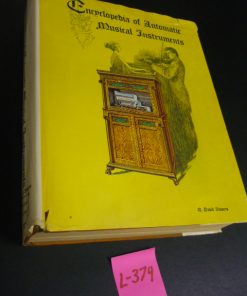 Encyclopedia of Automatic
Musical Instruments
Q. David Bowers
L-379